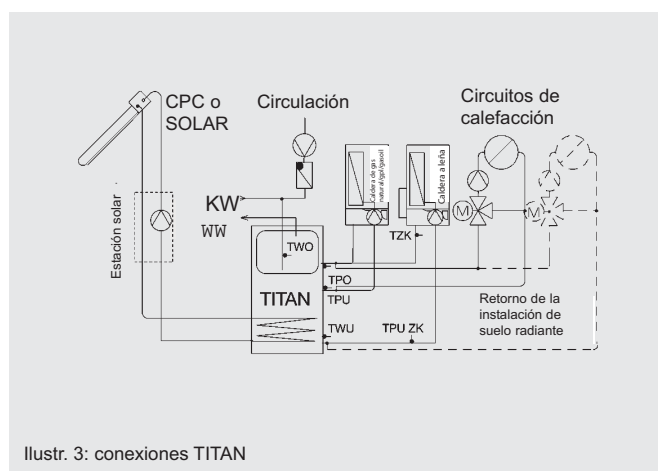 CPC o
SOLAR
Circulación
Circuitos de
calefacción
Estación solar
Caldera de gas
natural/gpl/gasoil
Caldera a leña
KW
WW
TWO
TZK
M
M
TPO
TITAN
TPU
Retorno de la
instalación de
suelo radiante
TWU
TPU ZK
Ilustr. 3: conexiones TITAN